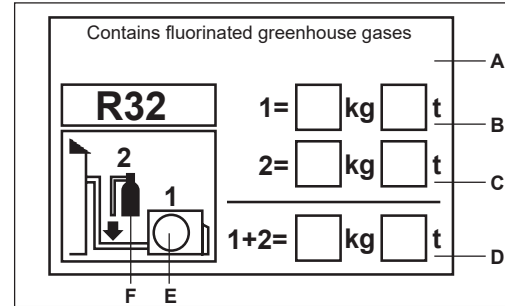 Contains fluorinated greenhouse gases
A
R32
1= kg t
B
2= kg t
C
1+2= kg t
D
2
1
F E